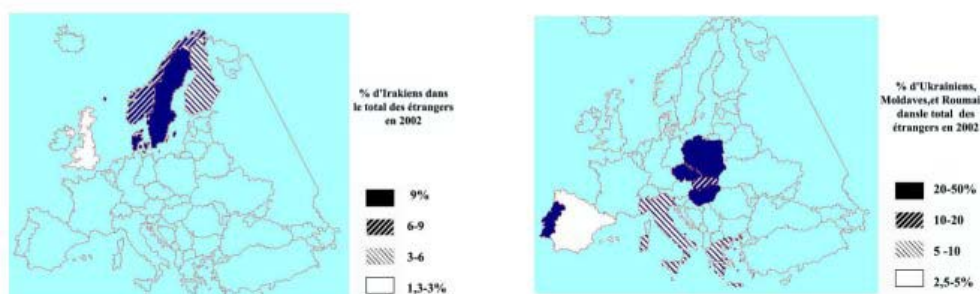 % d'Irakiens dans
le total des étrangers
en 2002
9%
6-9
3-6
1,3-3%
% d'Ukrainiens,
Moldaves,et Roumai
dansle total des
étrangers en 2002
20-50%
10-20
5 -10
2,5-5%